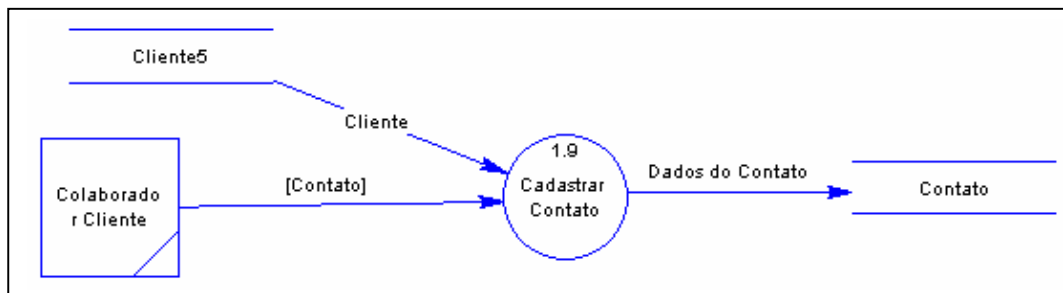 Cliente5
Cliente
1.9
Cadastrar
Contato
[Contato]
Colaborado
r Cliente
Dados do Contato
Contato